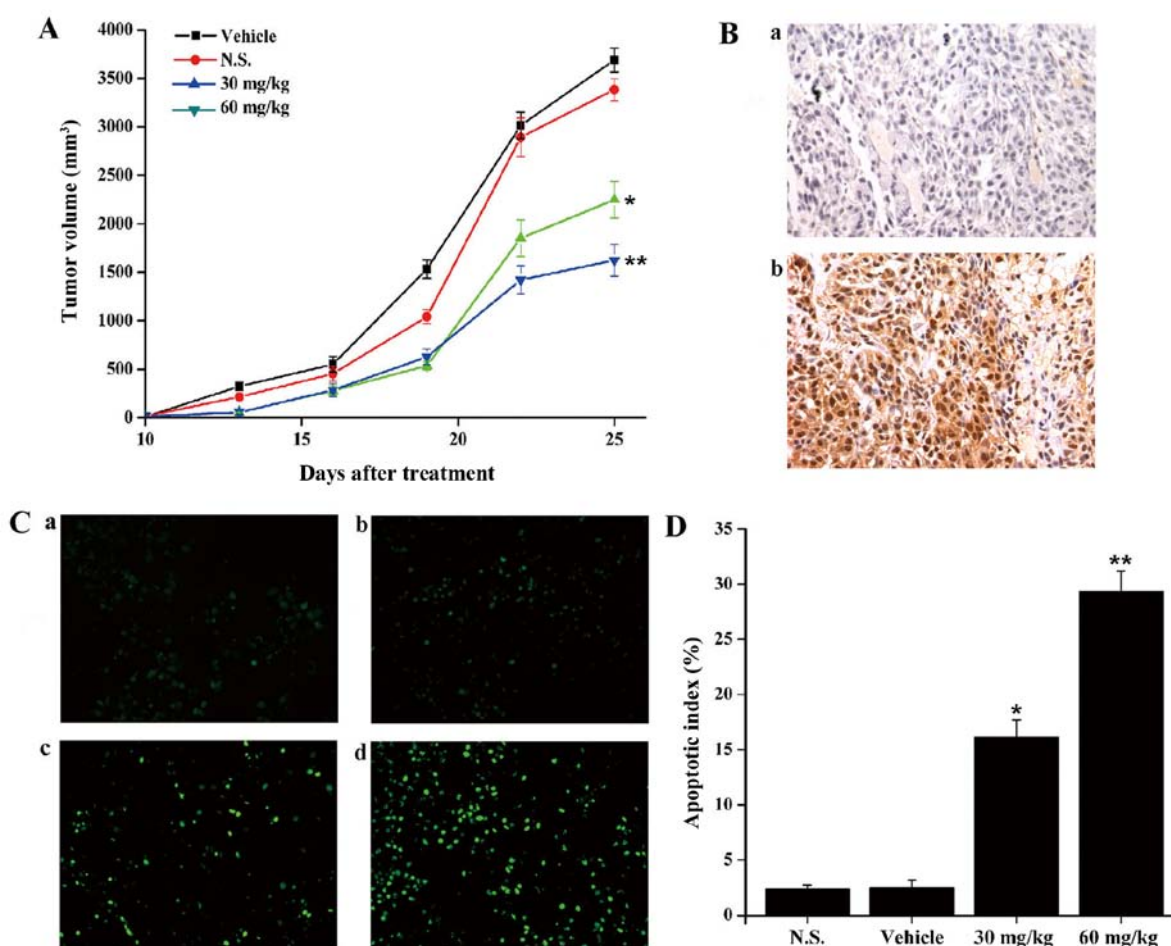 A
Vehicle
N.S.
30 mg/kg
60 mg/kg
4000
3500
3000
2500
2000
1500
1000
500
0
Tumor volume (mm³)
10 15 20 25
Days after treatment
*
**
B
a
b
C
a
b
c
d
D
35
30
25
20
15
10
5
0
Apoptotic index (%)
*
**
N.S. Vehicle 30 mg/kg 60 mg/kg